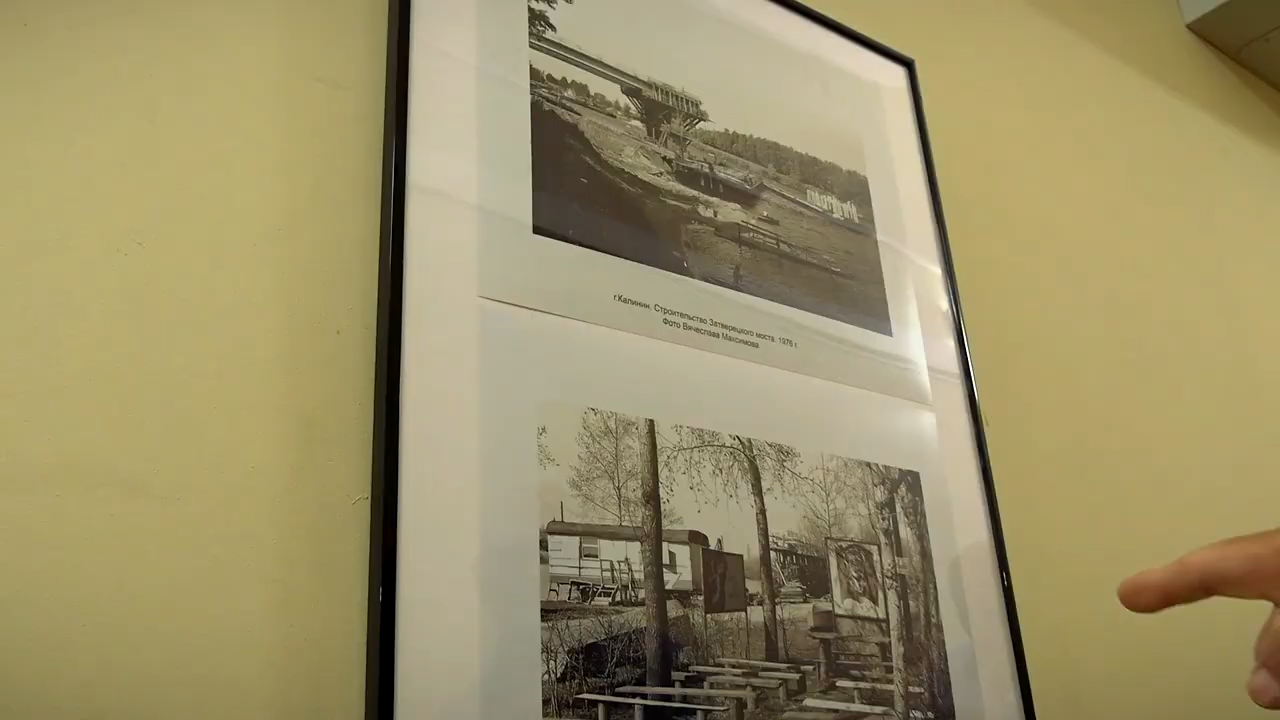 г.Калинин. Строительство Затверецкого моста. 1976 г.
Фото Вячеслава Максимова.